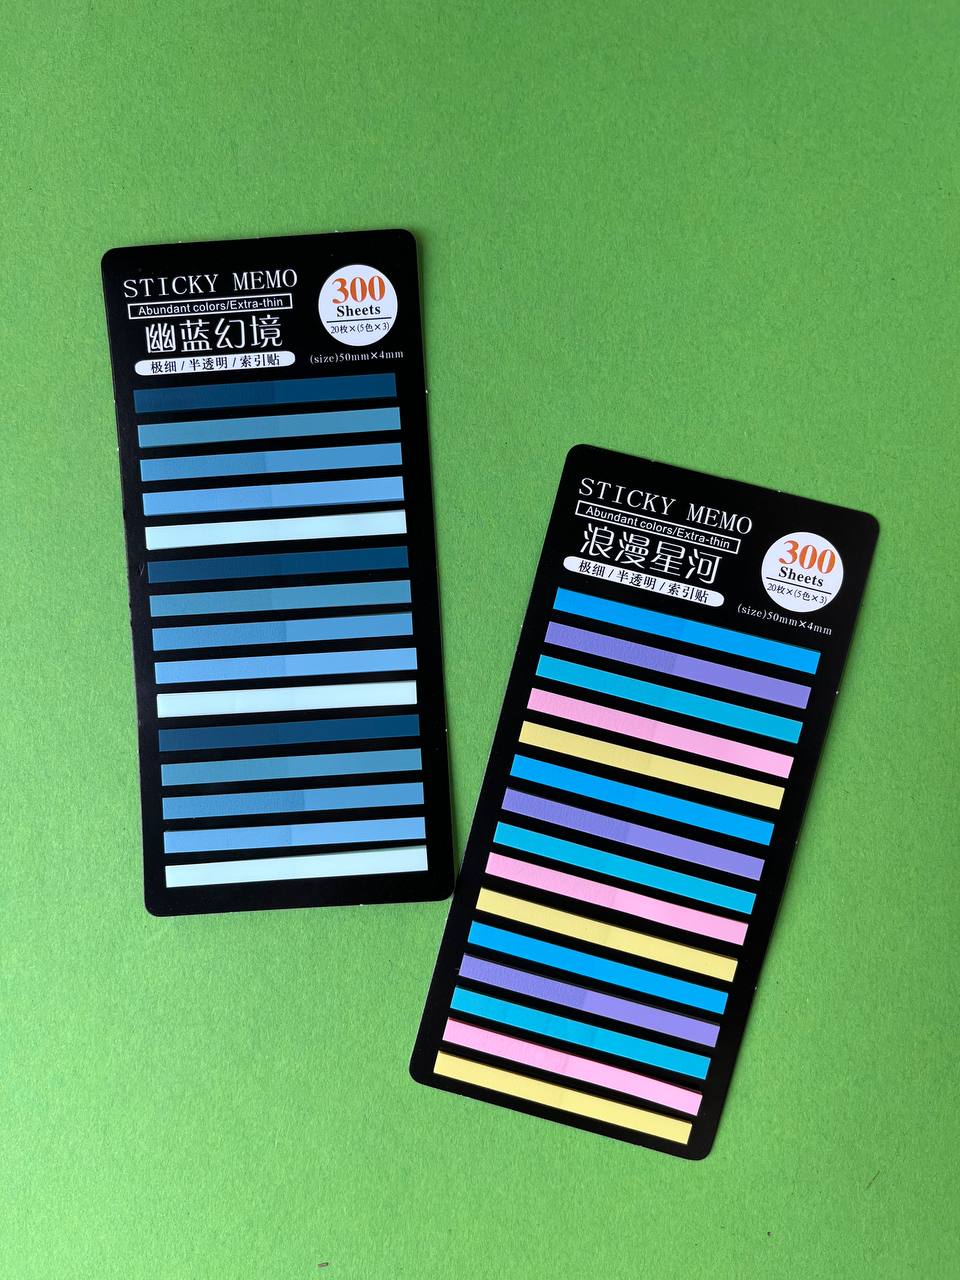 STICKY MEMO
Abundant colors/Extra-thin
幽蓝幻境
极细 / 半透明 / 索引贴
300
Sheets
20枚×(5色×3)
(size)50mm×4mm
STICKY MEMO
Abundant colors/Extra-thin
浪漫星河
极细 / 半透明 / 索引贴
300
Sheets
20枚×(5色×3)
(size)50mm×4mm